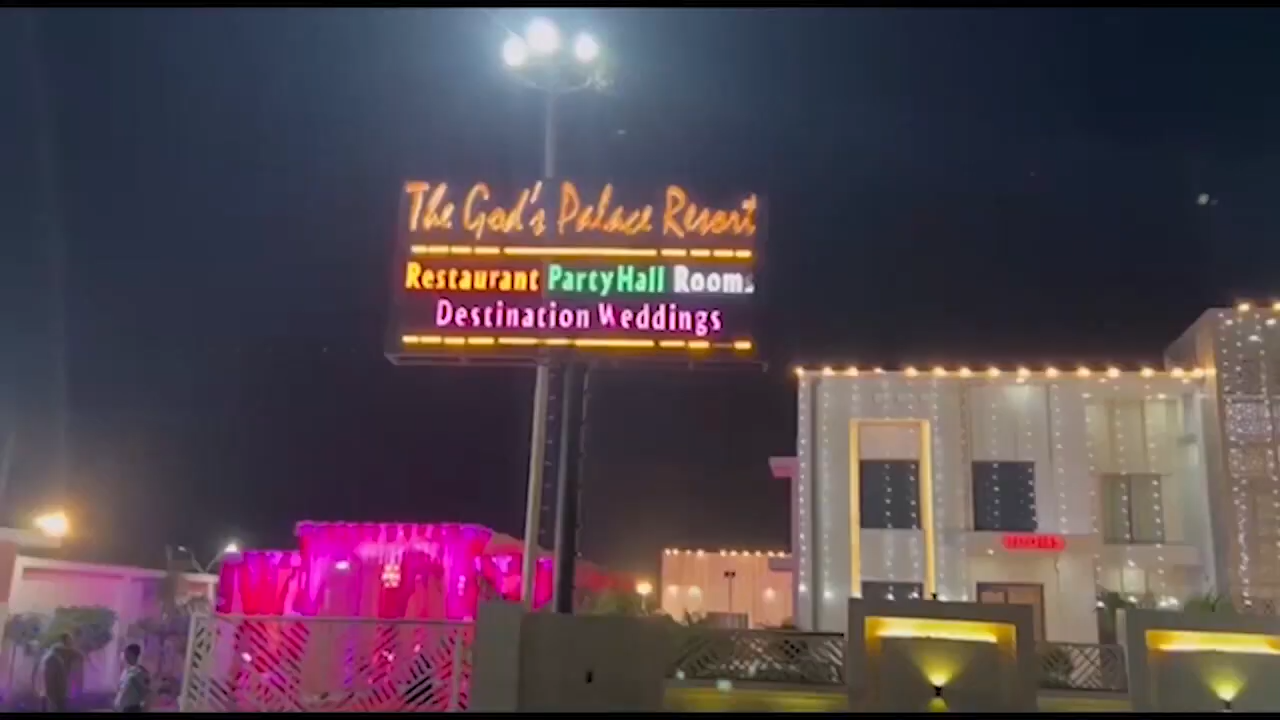 The God's Palace Resort
Restaurant PartyHall Rooms
Destination Weddings